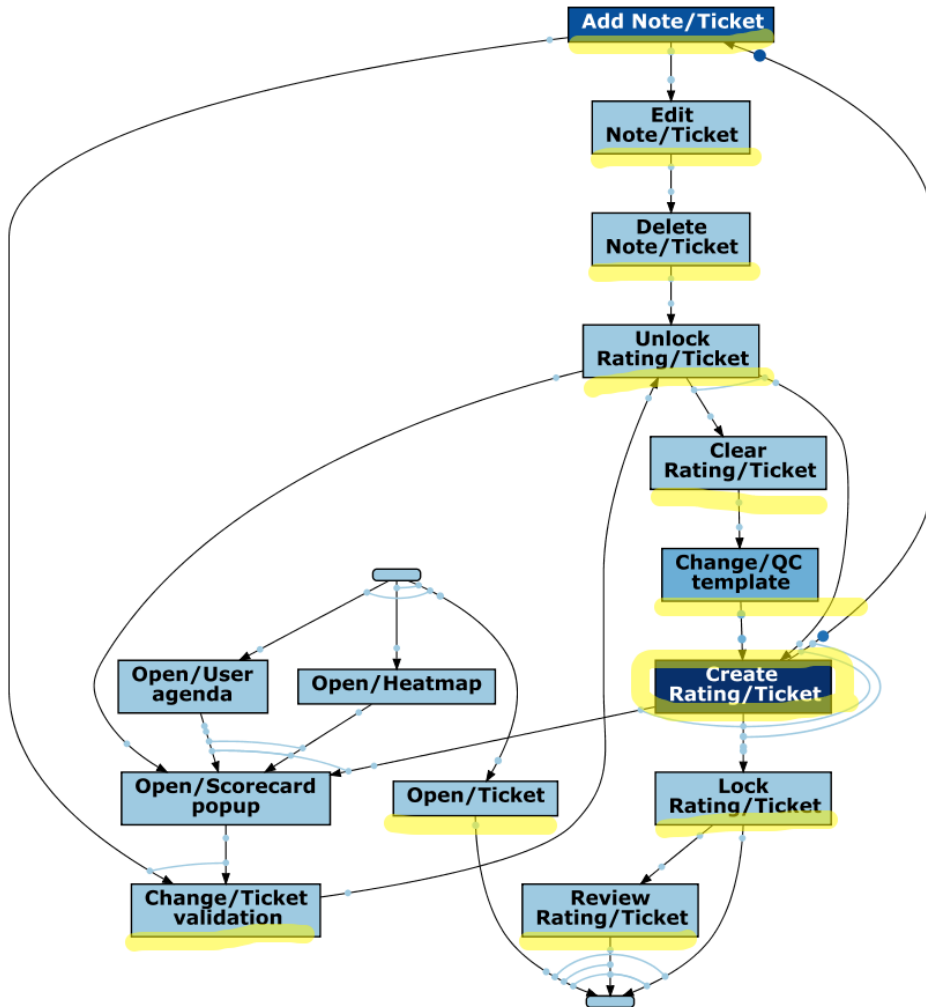 Add Note/Ticket
Edit
Note/Ticket
Delete
Note/Ticket
Unlock
Rating/Ticket
Clear
Rating/Ticket
Change/QC
template
Open/User
agenda
Open/Heatmap
Create
Rating/Ticket
Open/Scorecard
popup
Open/Ticket
Lock
Rating/Ticket
Change/Ticket
validation
Review
Rating/Ticket